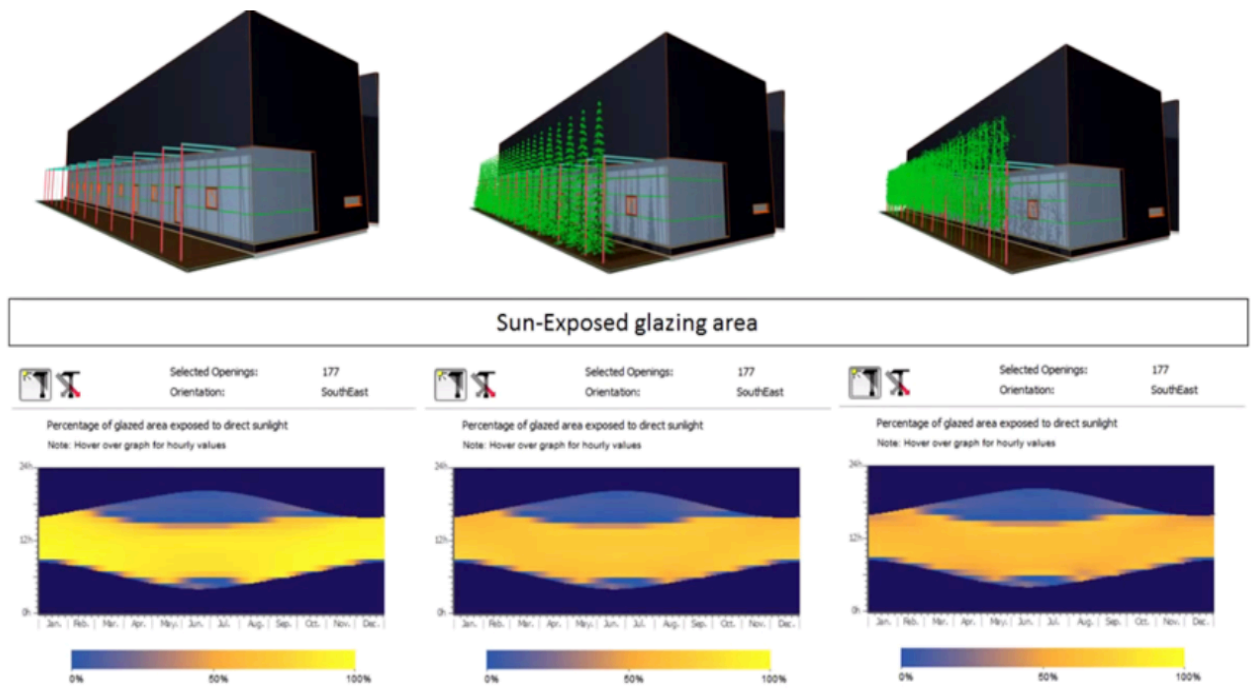 Sun-Exposed glazing area
Selected Openings: 177
Orientation: SouthEast
Percentage of glazed area exposed to direct sunlight
Note: Hover over graph for hourly values
24h
12h
0h
Jan. Feb. Mar. Apr. May. Jun. Jul. Aug. Sep. Oct. Nov. Dec.
0% 50% 100%
Selected Openings: 177
Orientation: SouthEast
Percentage of glazed area exposed to direct sunlight
Note: Hover over graph for hourly values
24h
12h
0h
Jan. Feb. Mar. Apr. May. Jun. Jul. Aug. Sep. Oct. Nov. Dec.
0% 50% 100%
Selected Openings: 177
Orientation: SouthEast
Percentage of glazed area exposed to direct sunlight
Note: Hover over graph for hourly values
24h
12h
0h
Jan. Feb. Mar. Apr. May. Jun. Jul. Aug. Sep. Oct. Nov. Dec.
0% 50% 100%